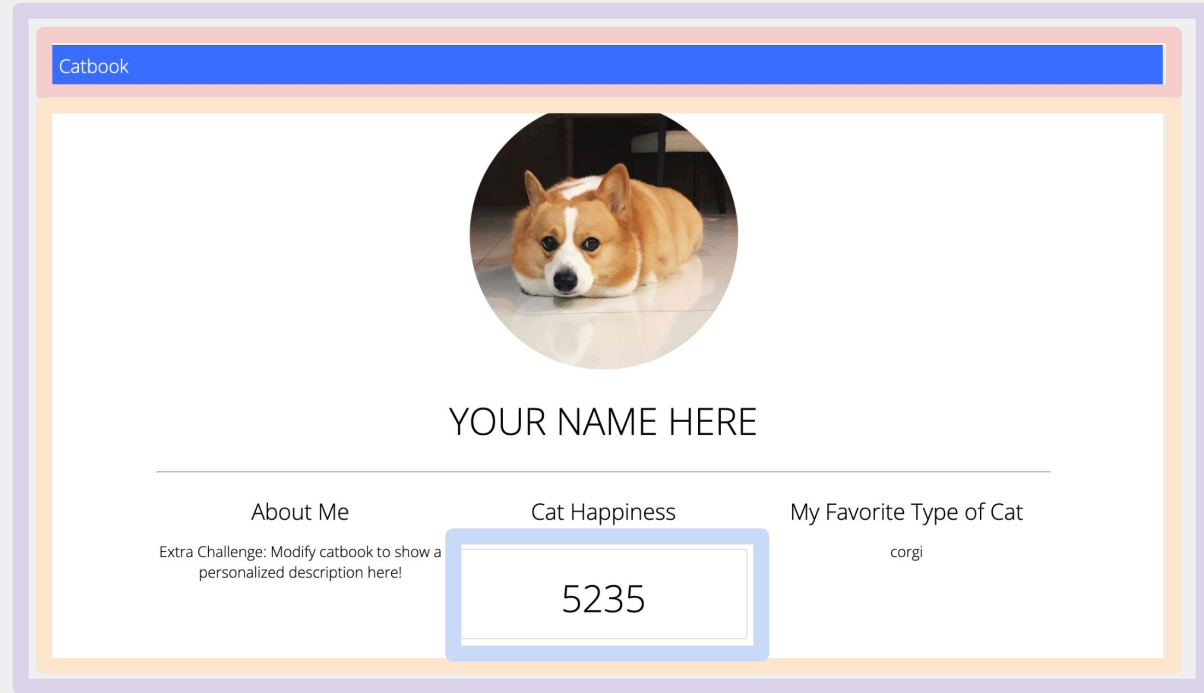 Catbook
YOUR NAME HERE
About Me
Extra Challenge: Modify catbook to show a
personalized description here!
Cat Happiness
5235
My Favorite Type of Cat
corgi